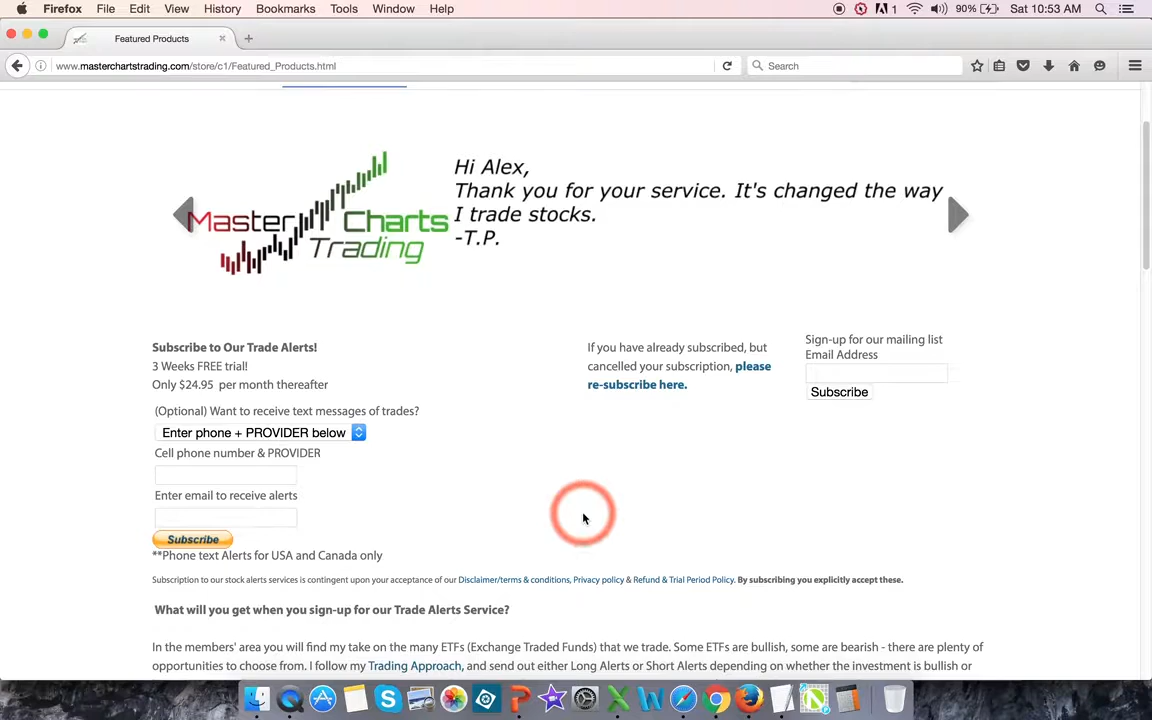 Firefox File Edit View History Bookmarks Tools Window Help 1 90% Sat 10:53 AM
Featured Products
www.masterchartstrading.com/store/c1/Featured_Products.html Search
Master Charts Trading
Hi Alex,
Thank you for your service. It's changed the way
I trade stocks.
-T.P.
Subscribe to Our Trade Alerts!
3 Weeks FREE trial!
Only $24.95 per month thereafter
(Optional) Want to receive text messages of trades?
Enter phone + PROVIDER below
Cell phone number & PROVIDER
Enter email to receive alerts
Subscribe
**Phone text Alerts for USA and Canada only
If you have already subscribed, but
cancelled your subscription, please
re-subscribe here.
Sign-up for our mailing list
Email Address
Subscribe
Subscription to our stock alerts services is contingent upon your acceptance of our Disclaimer/terms & conditions, Privacy policy & Refund & Trial Period Policy. By subscribing you explicitly accept these.
What will you get when you sign-up for our Trade Alerts Service?
In the members' area you will find my take on the many ETFs (Exchange Traded Funds) that we trade. Some ETFs are bullish, some are bearish - there are plenty of
opportunities to choose from. I follow my Trading Approach, and send out either Long Alerts or Short Alerts depending on whether the investment is bullish or